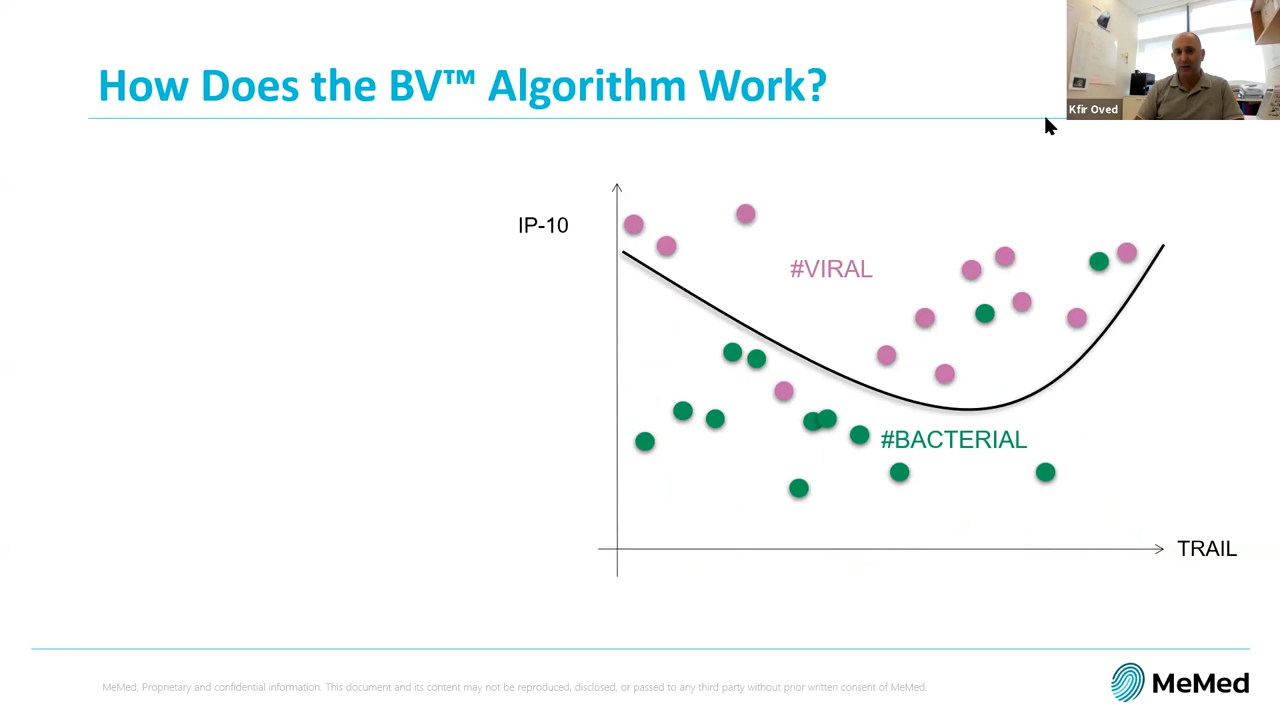 How Does the BV™ Algorithm Work?
Kfir Oved
IP-10
#VIRAL
#BACTERIAL
TRAIL
MeMed, Proprietary and confidential information. This document and its content may not be reproduced, disclosed, or passed to any third party without prior written consent of MeMed.
MeMed